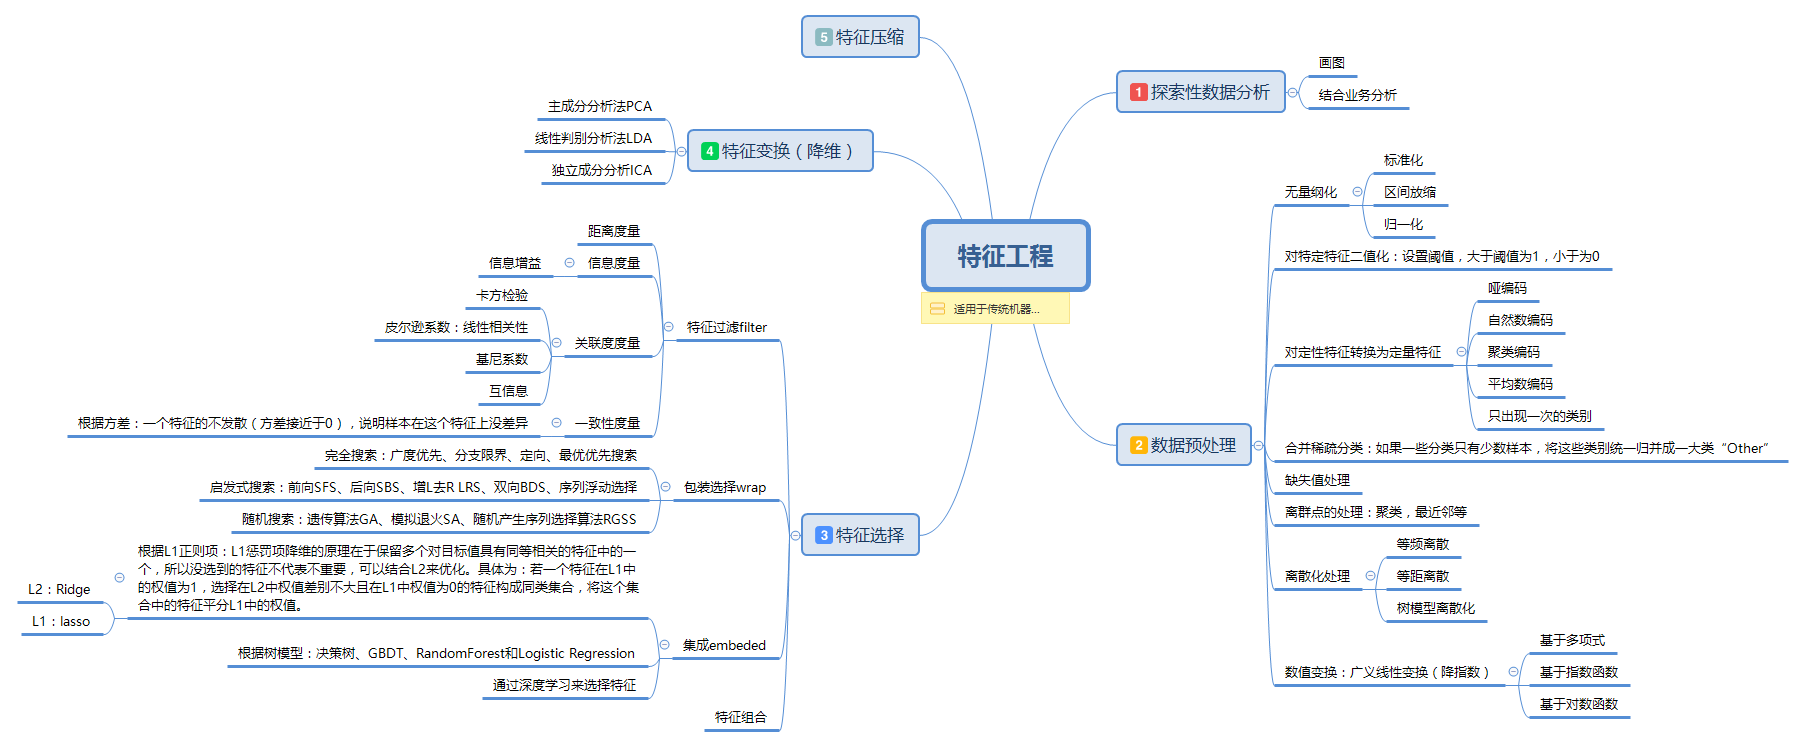 特征工程
适用于传统机器...
1 探索性数据分析
画图
结合业务分析
2 数据预处理
无量纲化
标准化
区间放缩
归一化
对特定特征二值化：设置阈值，大于阈值为1，小于为0
对定性特征转换为定量特征
哑编码
自然数编码
聚类编码
平均数编码
只出现一次的类别
合并稀疏分类：如果一些分类只有少数样本，将这些类别统一归并成一大类“Other”
缺失值处理
离群点的处理：聚类，最近邻等
离散化处理
等频离散
等距离散
树模型离散化
数值变换：广义线性变换（降指数）
基于多项式
基于指数函数
基于对数函数
3 特征选择
特征过滤filter
距离度量
信息度量
信息增益
关联度度量
卡方检验
皮尔逊系数：线性相关性
基尼系数
互信息
一致性度量
根据方差：一个特征的不发散（方差接近于0），说明样本在这个特征上没差异
包装选择wrap
完全搜索：广度优先、分支限界、定向、最优优先搜索
启发式搜索：前向SFS、后向SBS、增L去R LRS、双向BDS、序列浮动选择
随机搜索：遗传算法GA、模拟退火SA、随机产生序列选择算法RGSS
集成embeded
根据L1正则项：L1惩罚项降维的原理在于保留多个对目标值具有同等相关的特征中的一
个，所以没选到的特征不代表不重要，可以结合L2来优化。具体为：若一个特征在L1中
的权值为1，选择在L2中权值差别不大且在L1中权值为0的特征构成同类集合，将这个集
合中的特征平分L1中的权值。
L2：Ridge
L1：lasso
根据树模型：决策树、GBDT、RandomForest和Logistic Regression
通过深度学习来选择特征
特征组合
4 特征变换（降维）
主成分分析法PCA
线性判别分析法LDA
独立成分分析ICA
5 特征压缩